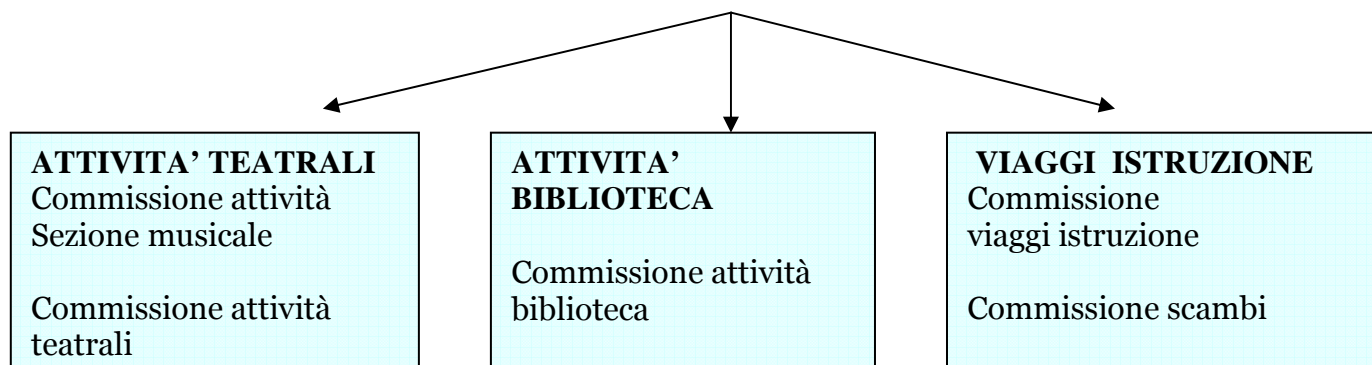 ATTIVITA’ TEATRALI
Commissione attività
Sezione musicale
Commissione attività
teatrali
ATTIVITA’
BIBLIOTECA
Commissione attività
biblioteca
VIAGGI ISTRUZIONE
Commissione
viaggi istruzione
Commissione scambi